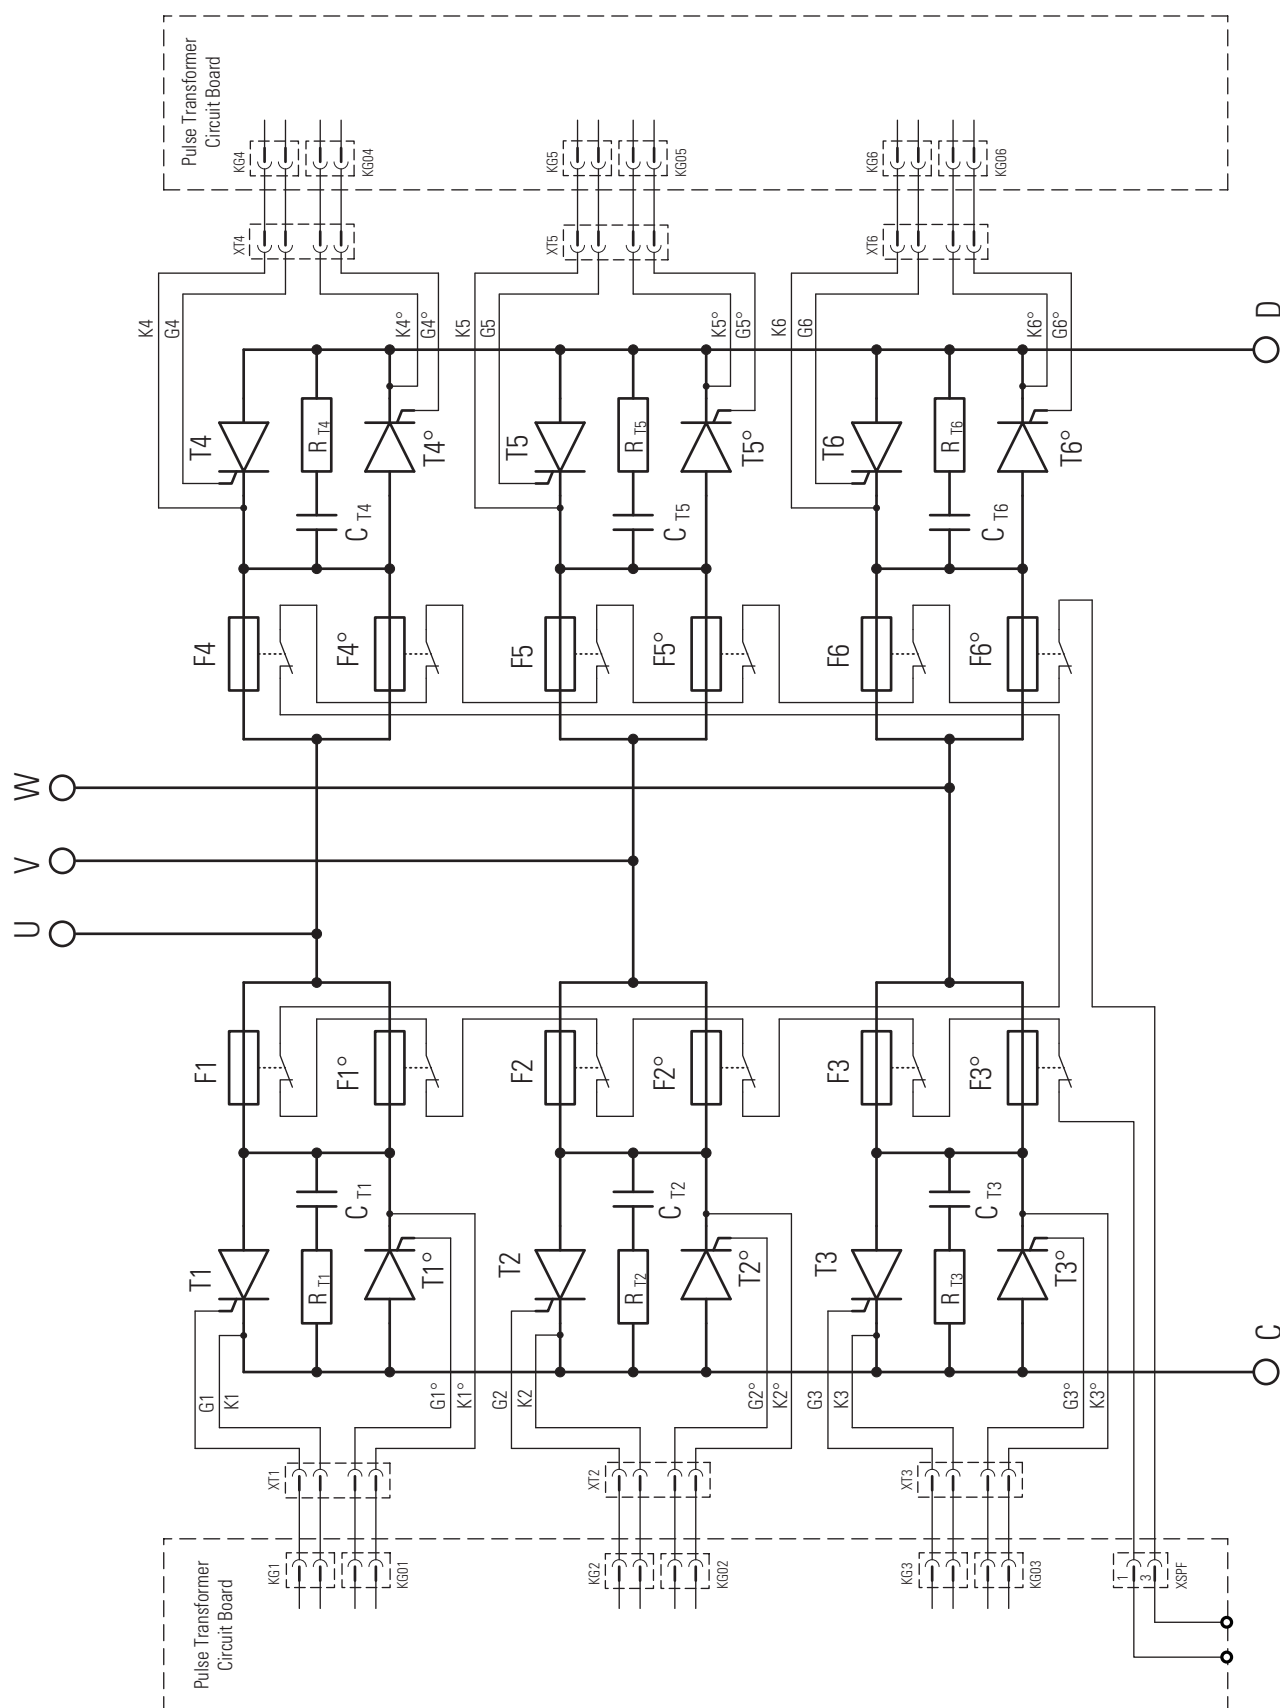 Pulse Transformer
Circuit Board
KG4
KG04
KG5
KG05
KG6
KG06
XT4
XT5
XT6
K4
G4
K4°
G4°
K5
G5
K5°
G5°
K6
G6
K6°
G6°
D
T4
R T4
T4°
T5
R T5
T5°
T6
R T6
T6°
C T4
C T5
C T6
F4
F4°
F5
F5°
F6
F6°
W
V
U
F1
F1°
F2
F2°
F3
F3°
C T1
C T2
C T3
T1
R T1
T1°
T2
R T2
T2°
T3
R T3
T3°
C
G1
K1
G1°
K1°
G2
K2
G2°
K2°
G3
K3
G3°
K3°
XT1
XT2
XT3
KG1
KG01
KG2
KG02
KG3
KG03
1
3
XSPF
Pulse Transformer
Circuit Board